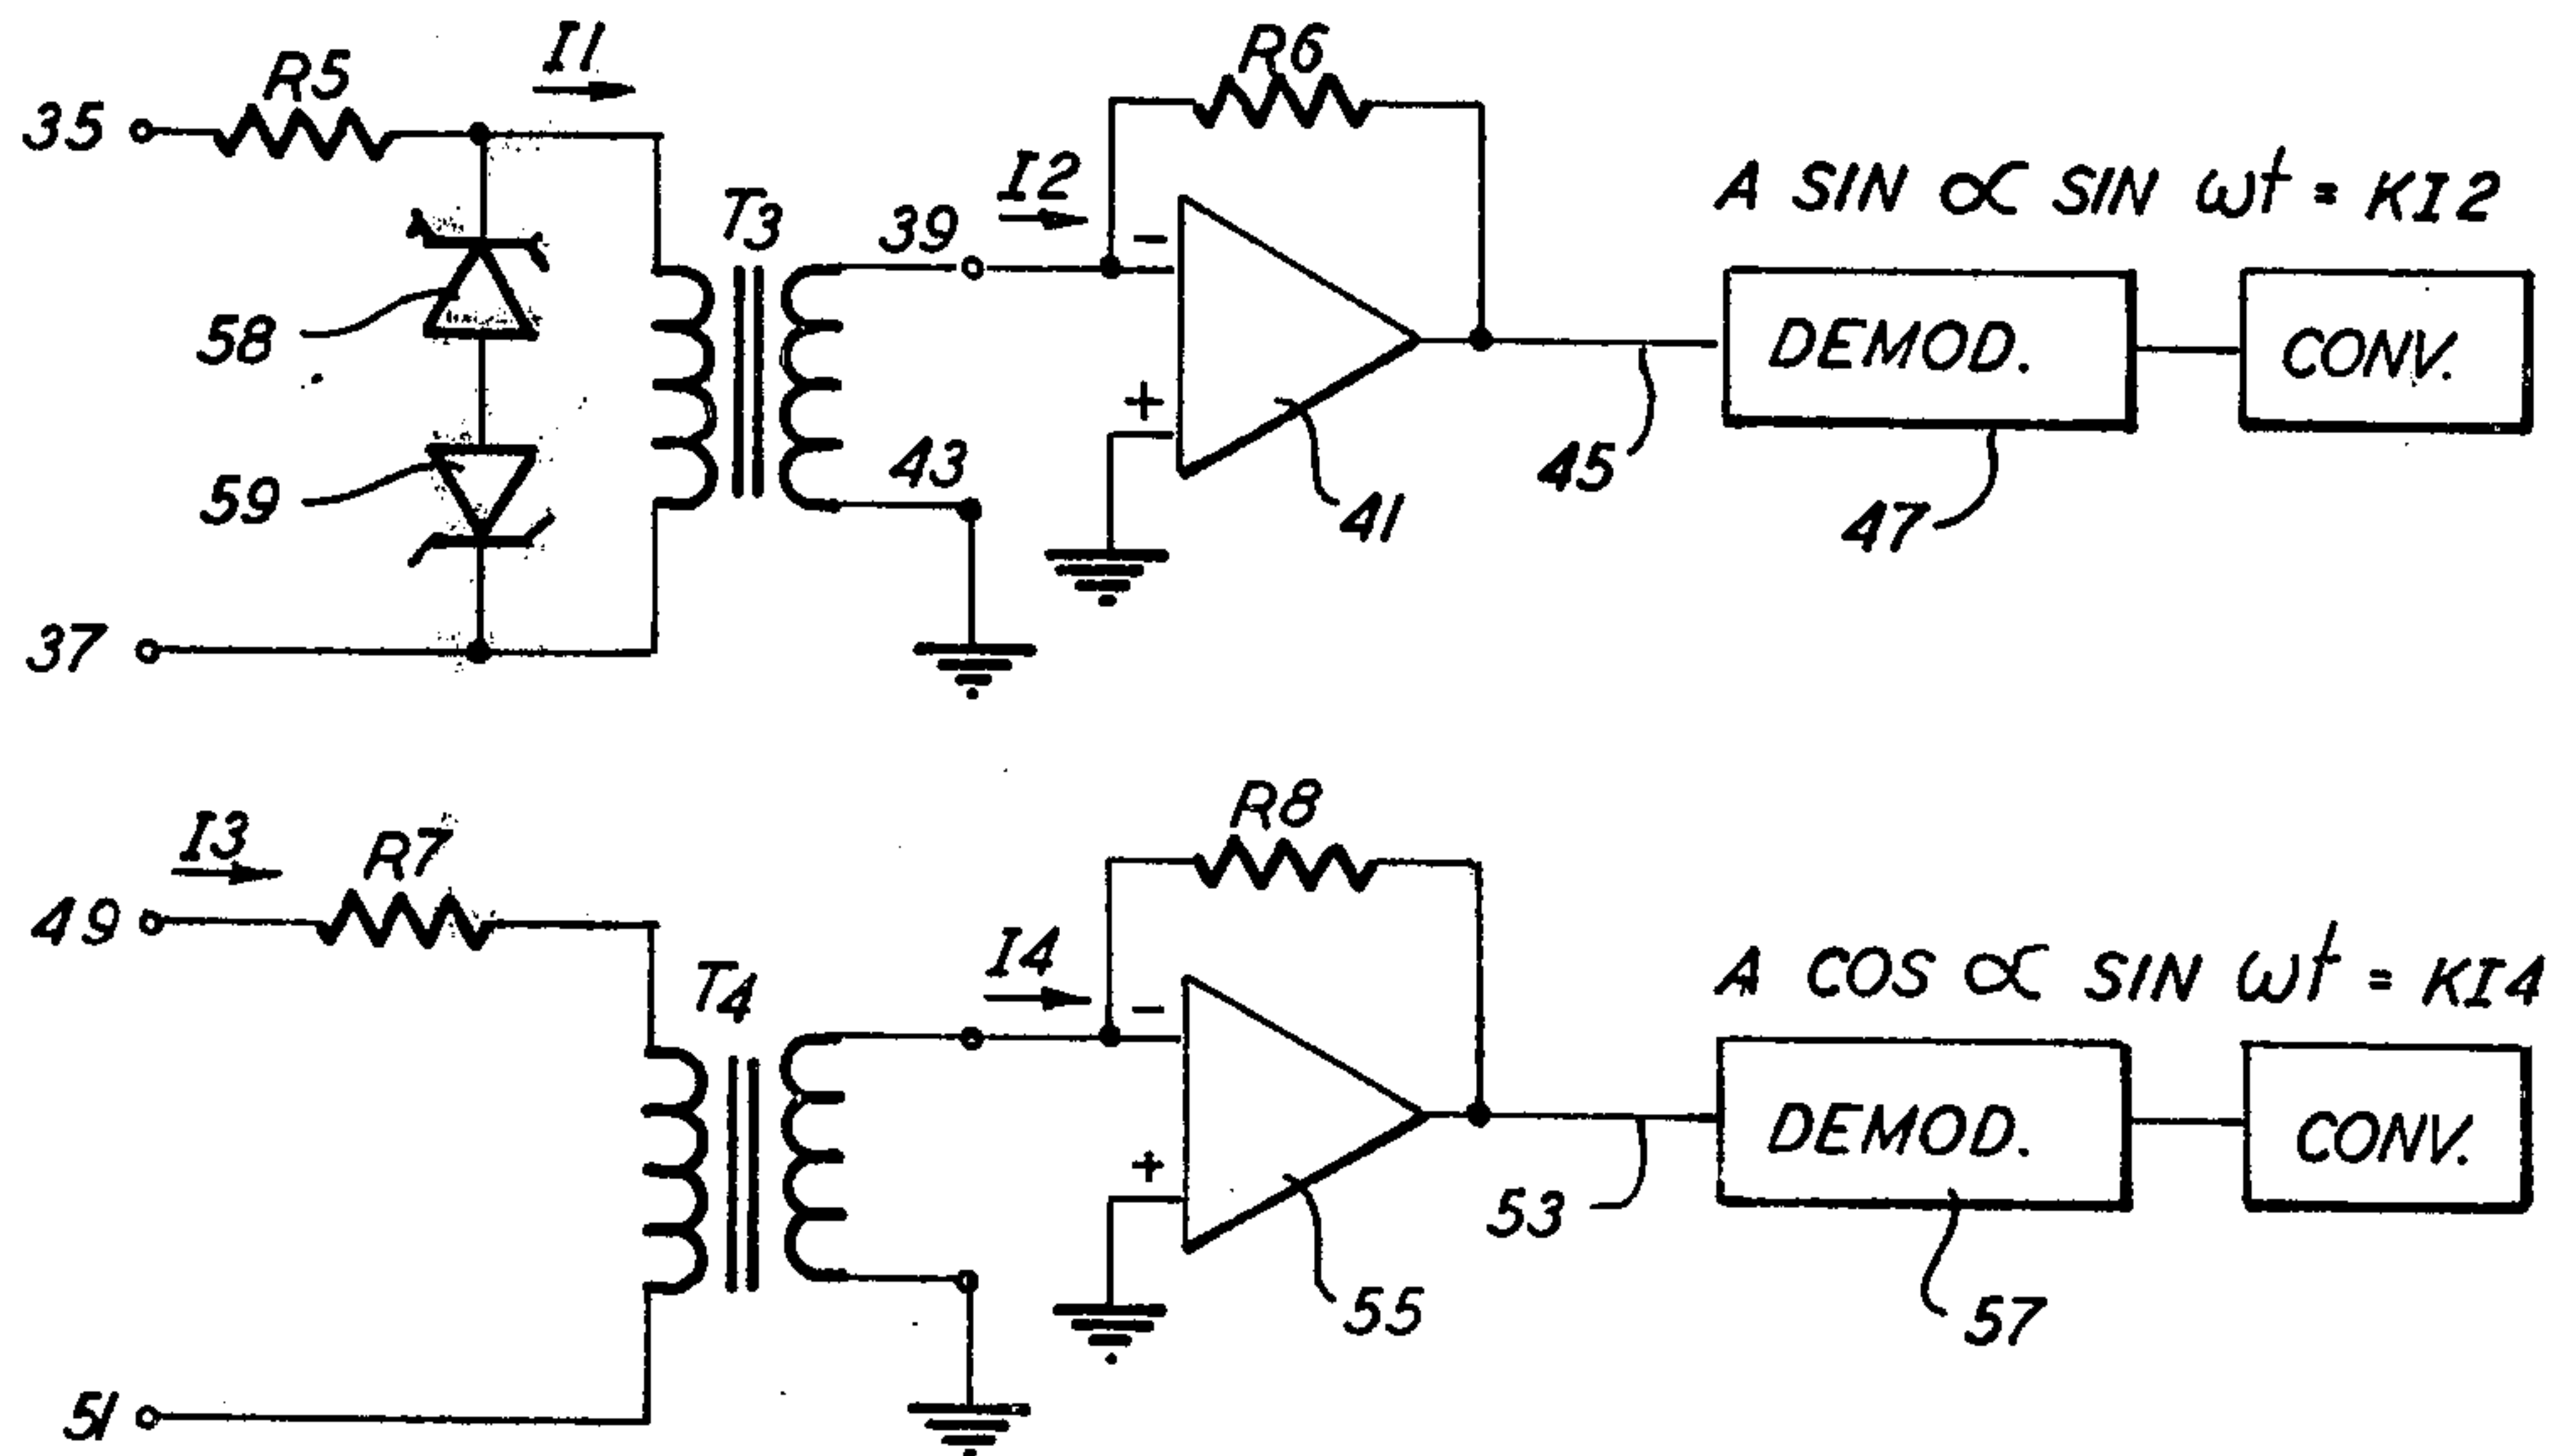 I1
R5
35
58
59
37
T3
39
I2
R6
-
+
43
41
A SIN ∝ SIN ωt = KI2
45
DEMOD.
47
CONV.
I3
R7
49
T4
51
I4
R8
-
+
55
A COS ∝ SIN ωt = KI4
53
DEMOD.
57
CONV.